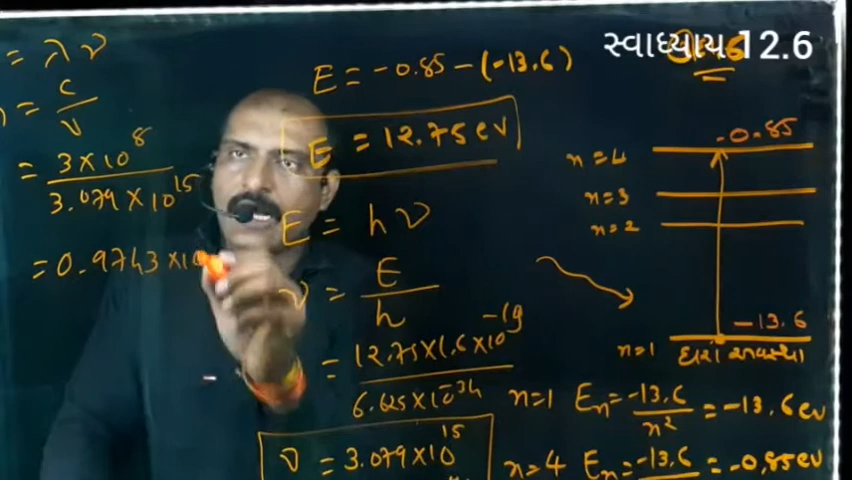 સ્વાધ્યાય 12.6
= λν
= c
ν
= 3×10^8
3.079×10^15
= 0.9743×10
E = -0.85-(-13.6)
E = 12.75 ev
E = hν
ν = E
h
= 12.75×1.6×10^-19
6.625×10^-34
ν = 3.079×10^15
n=4 -0.85
n=3
n=2
n=1 -13.6
ધરા અવસ્થા
n=1 En = -13.6 = -13.6 ev
n²
n=4 En = -13.6 = -0.85 ev